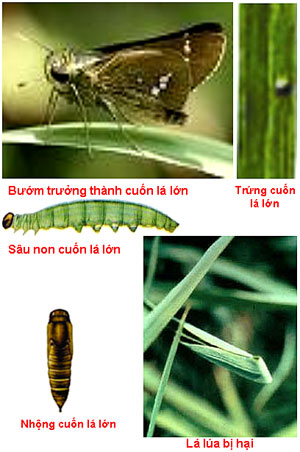 Bướm trưởng thành cuốn lá lớn
Trứng cuốn
lá lớn
Sâu non cuốn lá lớn
Nhộng cuốn lá lớn
Lá lúa bị hại